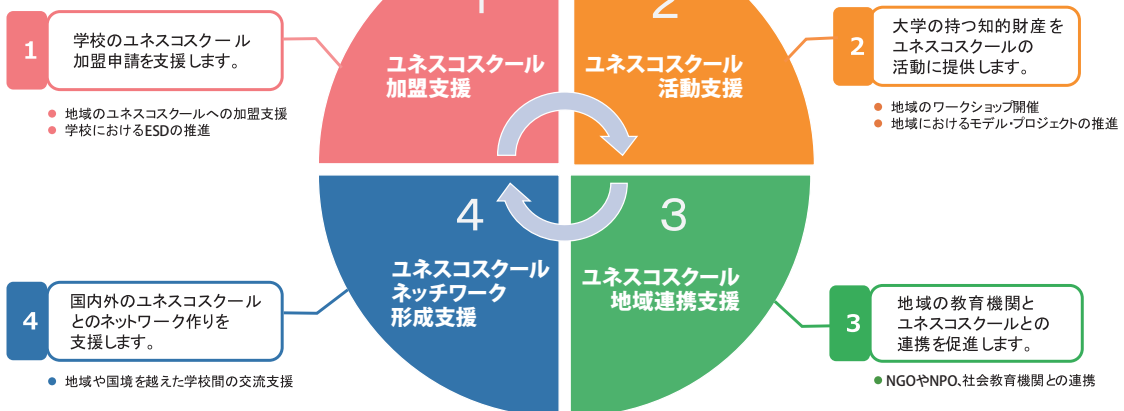 1
学校のユネスコスクール
加盟申請を支援します。
地域のユネスコスクールへの加盟支援
学校におけるESDの推進
1
ユネスコスクール
加盟支援
2
ユネスコスクール
活動支援
2
大学の持つ知的財産を
ユネスコスクールの
活動に提供します。
地域のワークショップ開催
地域におけるモデル・プロジェクトの推進
4
ユネスコスクール
ネッチワーク
形成支援
3
ユネスコスクール
地域連携支援
4
国内外のユネスコスクール
とのネットワーク作りを
支援します。
地域や国境を越えた学校間の交流支援
3
地域の教育機関と
ユネスコスクールとの
連携を促進します。
NGOやNPO、社会教育機関との連携